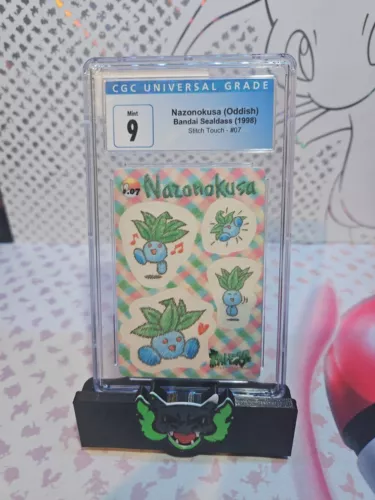 CGC UNIVERSAL GRADE
Mint
9
Nazonokusa (Oddish)
Bandai Sealdass (1998)
Stitch Touch - #07
07 Nazonokusa